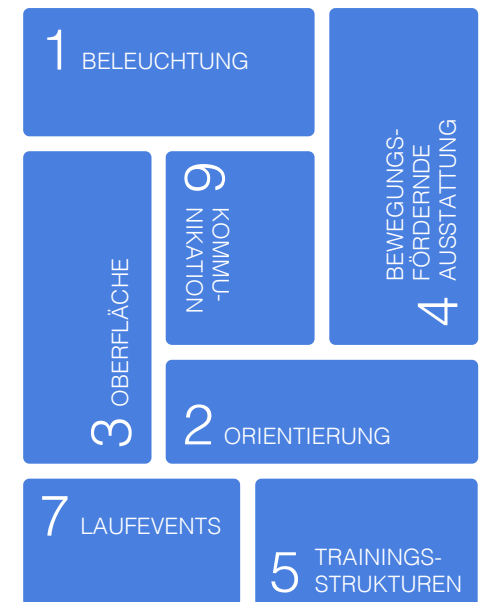 1 BELEUCHTUNG
BEWEGUNGS-
FÖRDERNDE
4 AUSSTATTUNG
6 KOMMU-
NIKATION
3 OBERFLÄCHE
2 ORIENTIERUNG
7 LAUFEVENTS
5 TRAININGS-
STRUKTUREN